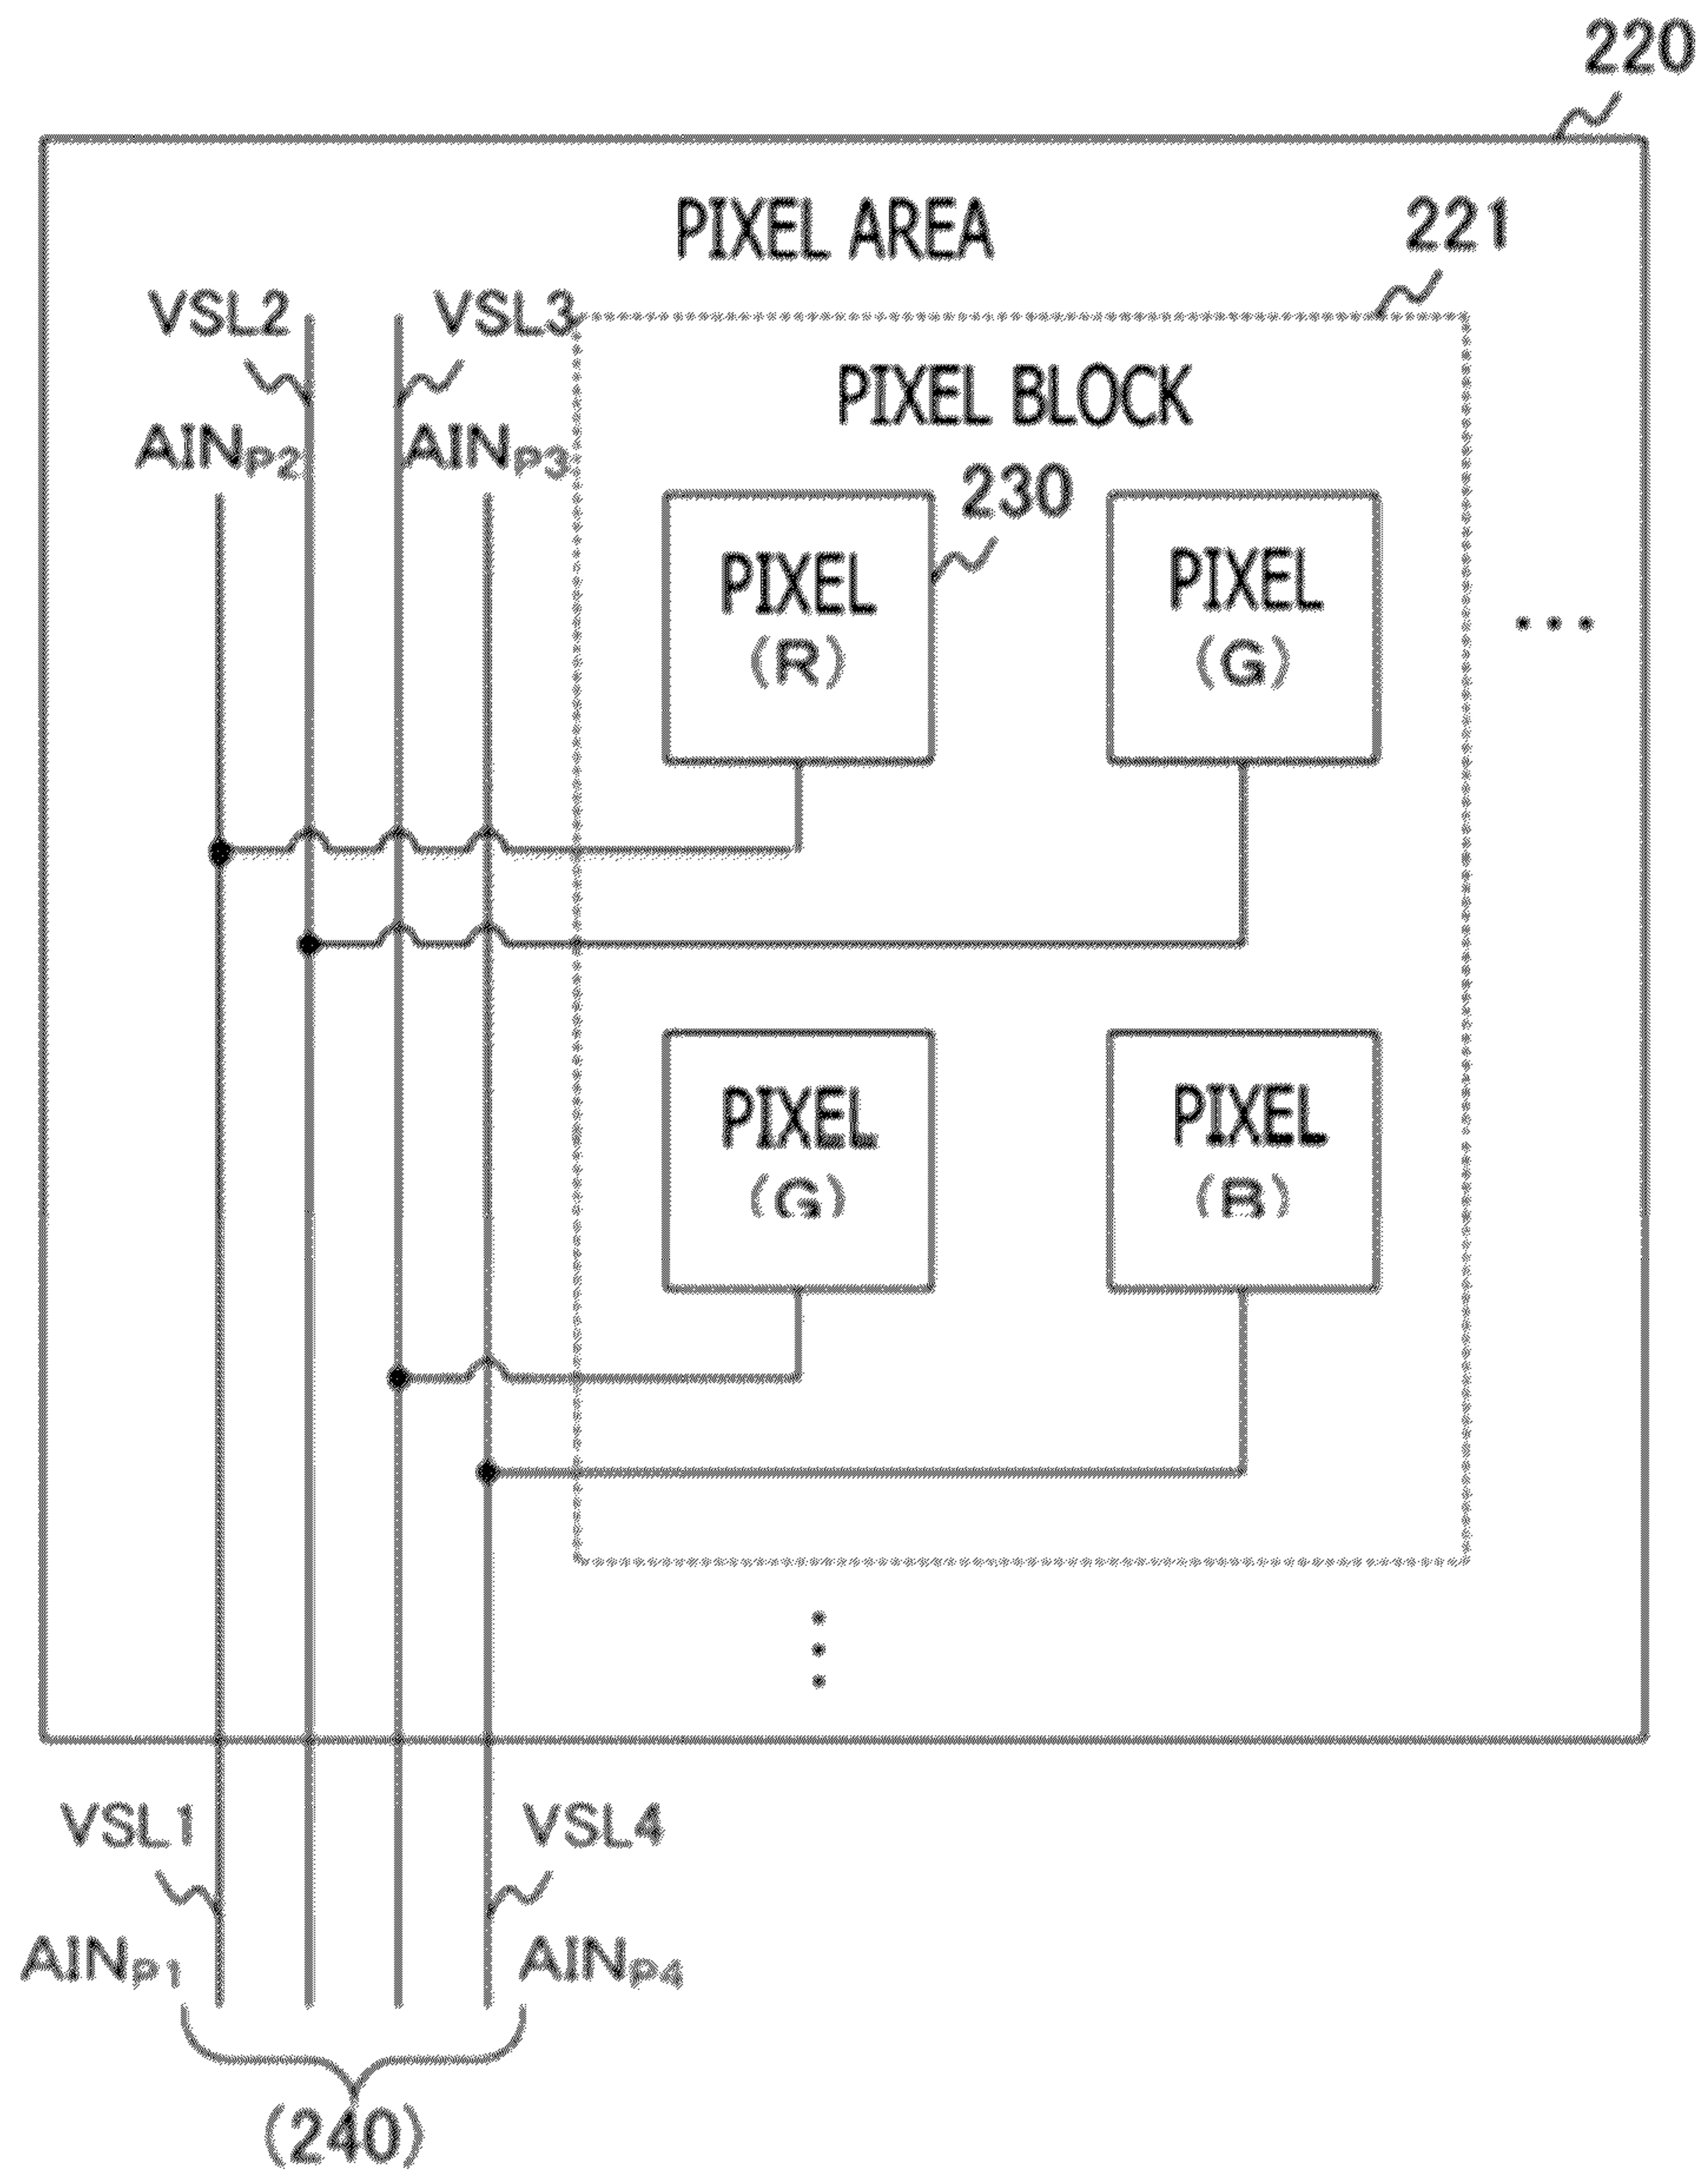 220
PIXEL AREA
221
VSL2
VSL3
PIXEL BLOCK
AINP2
AINP3
230
PIXEL
(R)
PIXEL
(G)
...
PIXEL
(G)
PIXEL
(B)
VSL1
VSL4
AINP1
AINP4
(240)